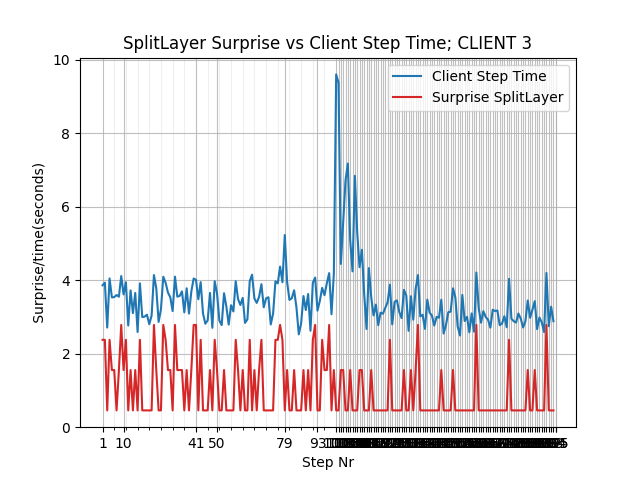 SplitLayer Surprise vs Client Step Time; CLIENT 3
10
8
6
4
2
0
Surprise/time(seconds)
Client Step Time
Surprise SplitLayer
1 10 41 50 79 93
Step Nr